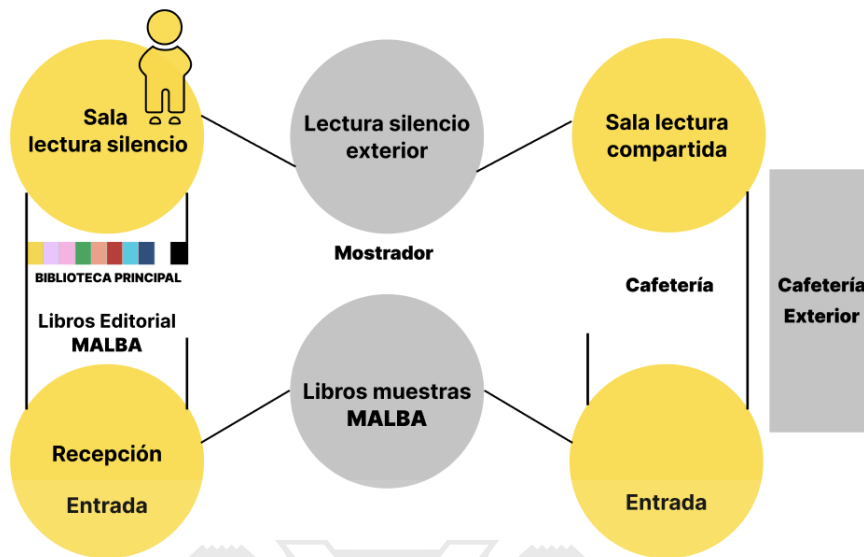 Sala
lectura silencio
Lectura silencio
exterior
Sala lectura
compartida
Mostrador
BIBLIOTECA PRINCIPAL
Cafetería
Cafetería
Exterior
Libros Editorial
MALBA
Libros muestras
MALBA
Recepción
Entrada
Entrada